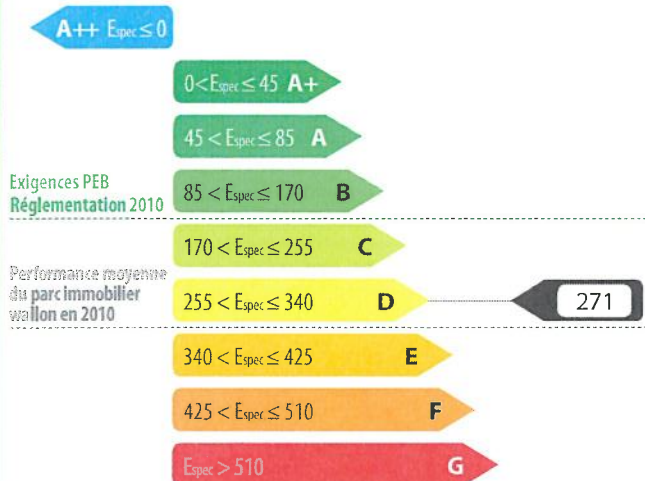 A++ Espec ≤ 0
0 < Espec ≤ 45 A+
45 < Espec ≤ 85 A
Exigences PEB
Réglementation 2010
85 < Espec ≤ 170 B
170 < Espec ≤ 255 C
Performance moyenne
du parc immobilier
wallon en 2010
255 < Espec ≤ 340 D
271
340 < Espec ≤ 425 E
425 < Espec ≤ 510 F
Espec > 510 G